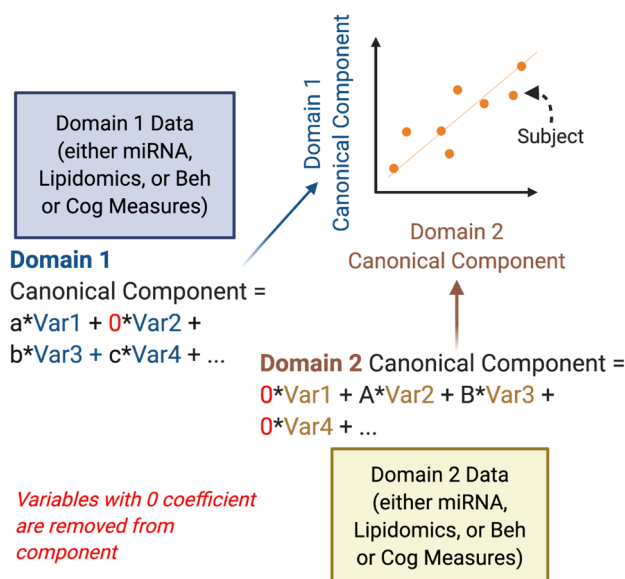 Domain 1 Data
(either miRNA,
Lipidomics, or Beh
or Cog Measures)
Domain 1
Canonical Component
Subject
Domain 2
Canonical Component
Domain 1
Canonical Component =
a*Var1 + 0*Var2 +
b*Var3 + c*Var4 + ...
Domain 2 Canonical Component =
0*Var1 + A*Var2 + B*Var3 +
0*Var4 + ...
Variables with 0 coefficient
are removed from
component
Domain 2 Data
(either miRNA,
Lipidomics, or Beh
or Cog Measures)